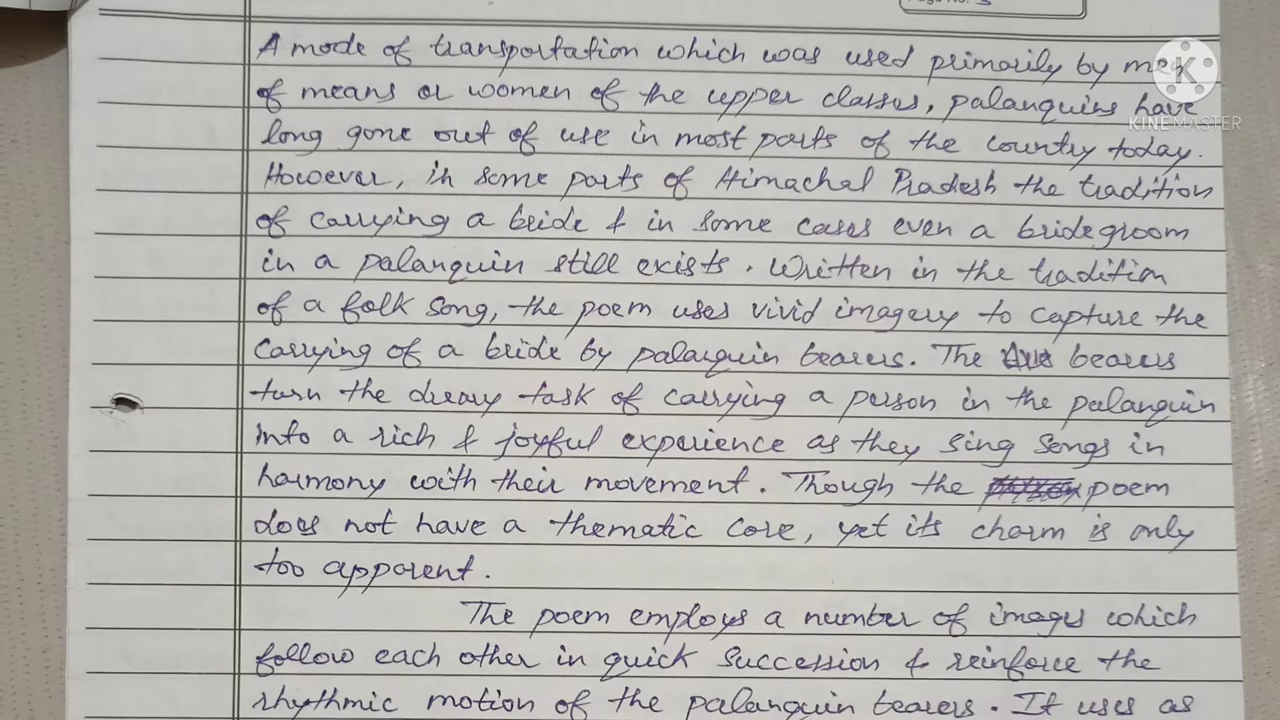 Page No. 3
A mode of transportation which was used primarily by men
of means or women of the upper classes, palanquins have
KINEMASTER
long gone out of use in most parts of the country today.
However, in some parts of Himachal Pradesh the tradition
of carrying a bride & in some cases even a bridegroom
in a palanquin still exists. Written in the tradition
of a folk song, the poem uses vivid imagery to capture the
carrying of a bride by palanquin bearers. The bearers
turn the dreary task of carrying a person in the palanquin
into a rich & joyful experience as they sing songs in
harmony with their movement. Though the poem
does not have a thematic core, yet its charm is only
too apparent.
The poem employs a number of images which
follow each other in quick succession & reinforce the
rhythmic motion of the palanquin bearers. It uses as